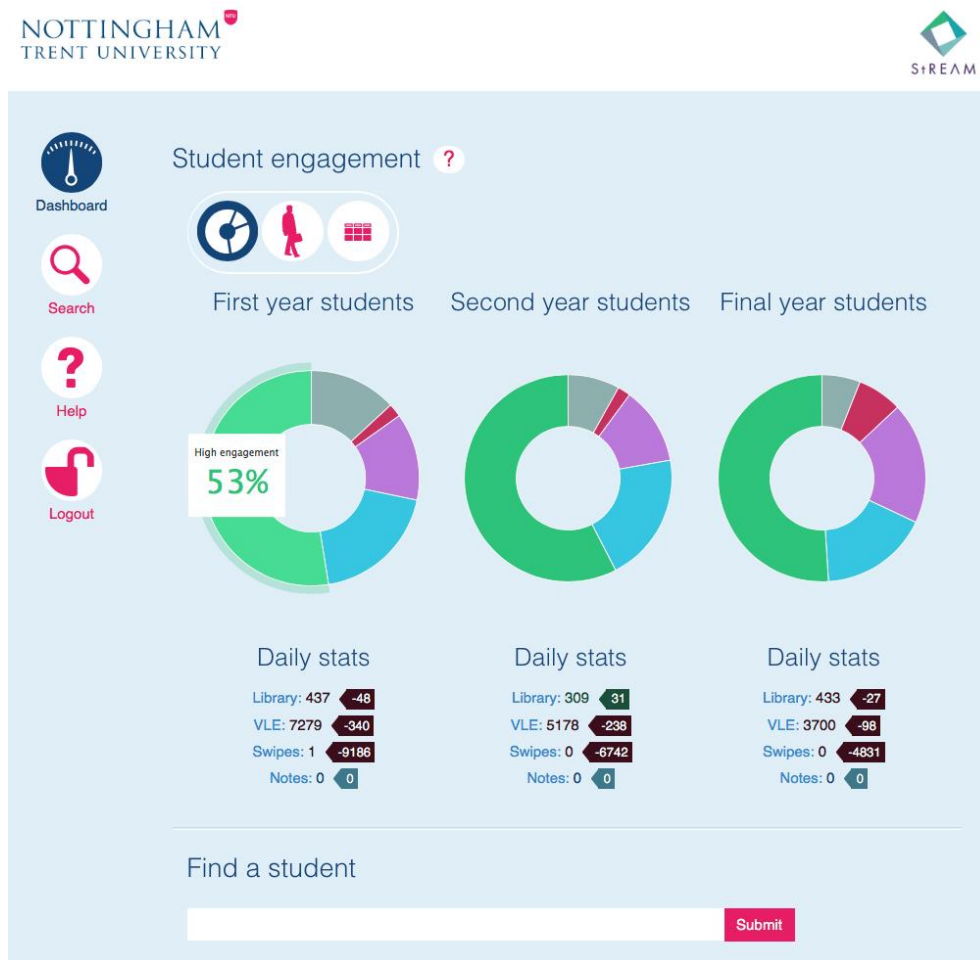 NOTTINGHAM NTU
TRENT UNIVERSITY
StREAM
Dashboard
Search
Help
Logout
Student engagement ?
First year students
Second year students
Final year students
High engagement
53%
Daily stats
Library: 437 -48
VLE: 7279 -340
Swipes: 1 -9186
Notes: 0 0
Daily stats
Library: 309 31
VLE: 5178 -238
Swipes: 0 -6742
Notes: 0 0
Daily stats
Library: 433 -27
VLE: 3700 -98
Swipes: 0 -4831
Notes: 0 0
Find a student
Submit